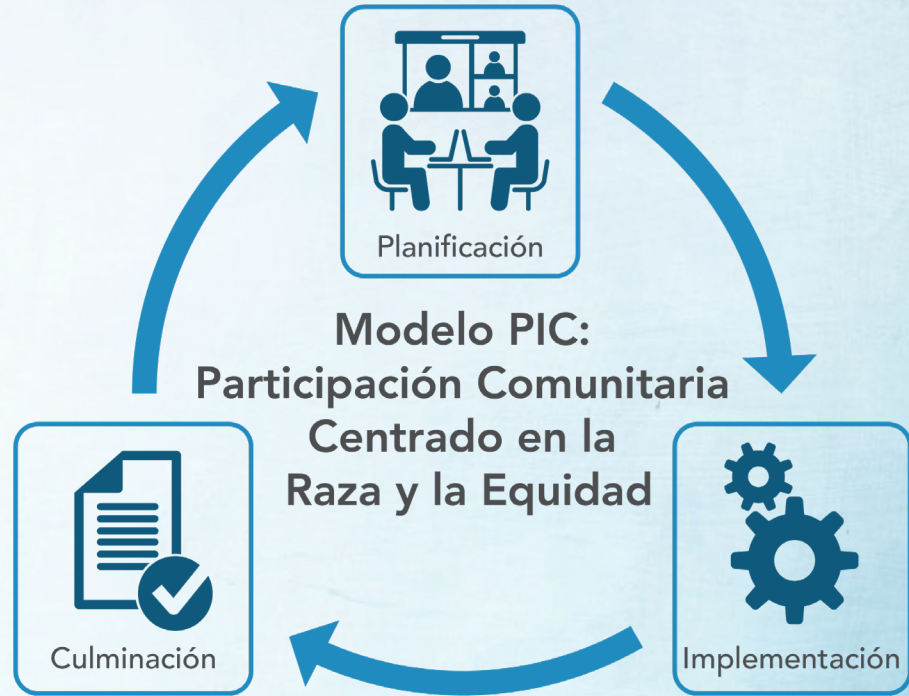 Planificación
Modelo PIC:
Participación Comunitaria
Centrado en la
Raza y la Equidad
Culminación
Implementación